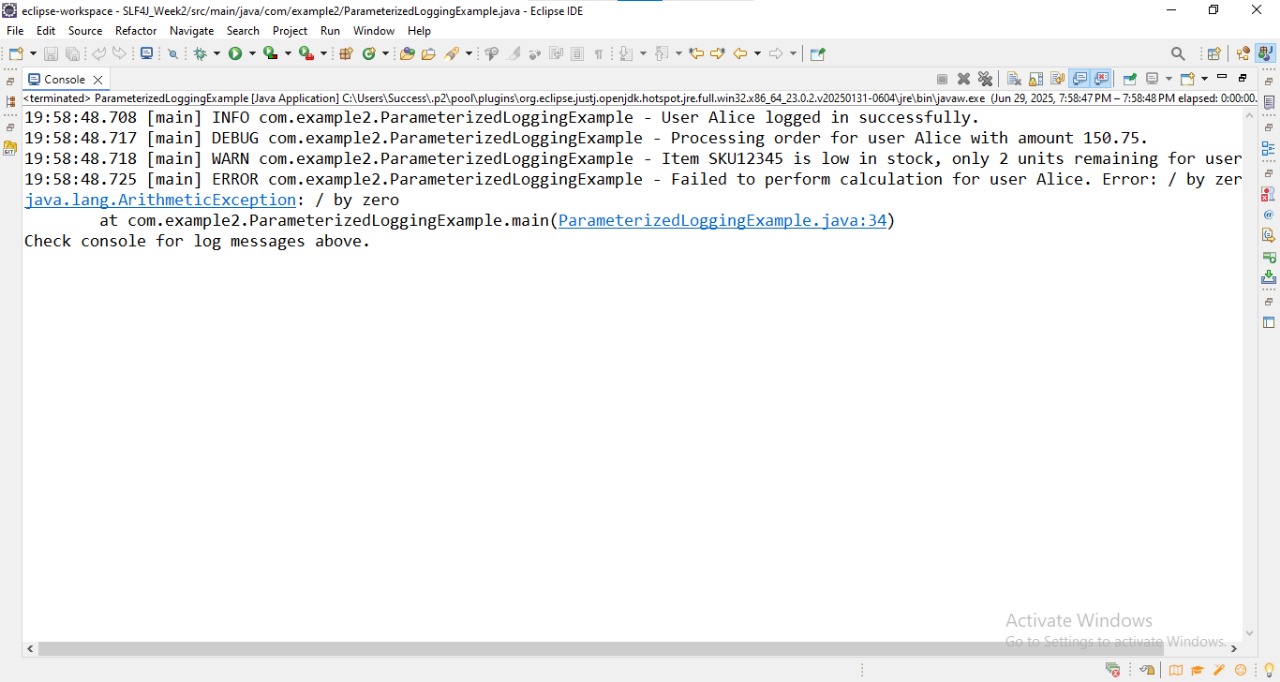 eclipse-workspace - SLF4J_Week2/src/main/java/com/example2/ParameterizedLoggingExample.java - Eclipse IDE
File Edit Source Refactor Navigate Search Project Run Window Help
Console
<terminated> ParameterizedLoggingExample [Java Application] C:\Users\Success\.p2\pool\plugins\org.eclipse.justj.openjdk.hotspot.jre.full.win32.x86_64_23.0.2.v20250131-0604\jre\bin\javaw.exe (Jun 29, 2025, 7:58:47 PM – 7:58:48 PM elapsed: 0:00:00.
19:58:48.708 [main] INFO com.example2.ParameterizedLoggingExample - User Alice logged in successfully.
19:58:48.717 [main] DEBUG com.example2.ParameterizedLoggingExample - Processing order for user Alice with amount 150.75.
19:58:48.718 [main] WARN com.example2.ParameterizedLoggingExample - Item SKU12345 is low in stock, only 2 units remaining for user
19:58:48.725 [main] ERROR com.example2.ParameterizedLoggingExample - Failed to perform calculation for user Alice. Error: / by zer
java.lang.ArithmeticException: / by zero
at com.example2.ParameterizedLoggingExample.main(ParameterizedLoggingExample.java:34)
Check console for log messages above.
Activate Windows
Go to Settings to activate Windows.